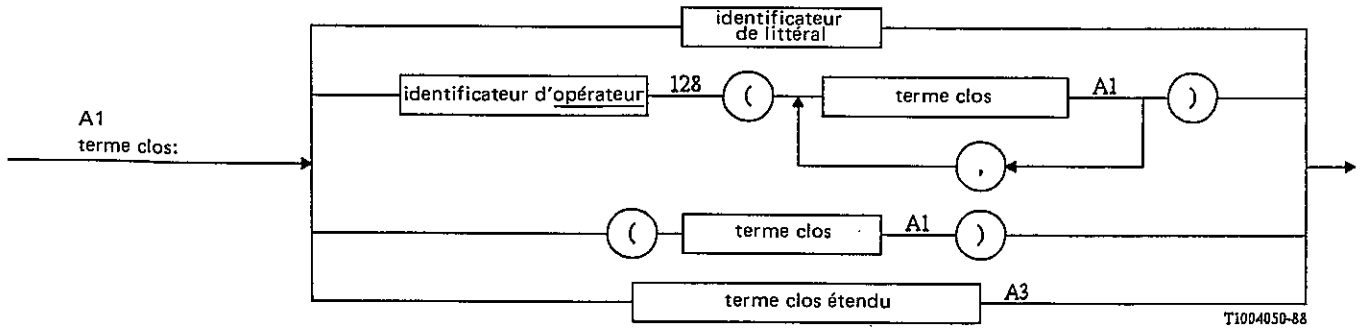 identificateur
de littéral
identificateur d'opérateur 128 ( terme clos A1 )
A1
terme clos:
,
( terme clos A1 )
terme clos étendu A3
T1004050-88